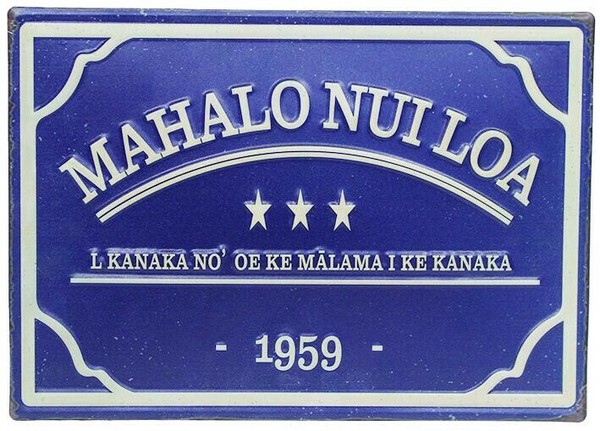 MAHALO NUI LOA
L KANAKA NO' OE KE MĀLAMA I KE KANAKA
- 1959 -